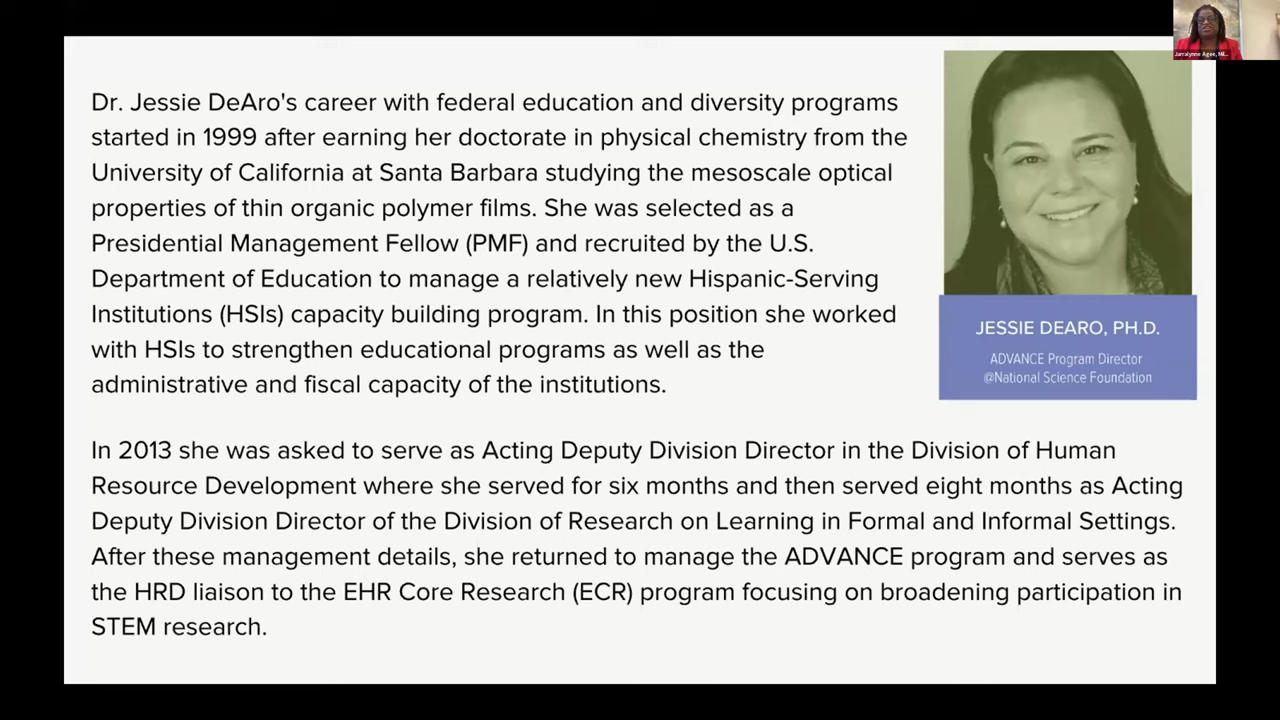 Dr. Jessie DeAro's career with federal education and diversity programs
started in 1999 after earning her doctorate in physical chemistry from the
University of California at Santa Barbara studying the mesoscale optical
properties of thin organic polymer films. She was selected as a
Presidential Management Fellow (PMF) and recruited by the U.S.
Department of Education to manage a relatively new Hispanic-Serving
Institutions (HSIs) capacity building program. In this position she worked
with HSIs to strengthen educational programs as well as the
administrative and fiscal capacity of the institutions.
In 2013 she was asked to serve as Acting Deputy Division Director in the Division of Human
Resource Development where she served for six months and then served eight months as Acting
Deputy Division Director of the Division of Research on Learning in Formal and Informal Settings.
After these management details, she returned to manage the ADVANCE program and serves as
the HRD liaison to the EHR Core Research (ECR) program focusing on broadening participation in
STEM research.
JESSIE DEARO, PH.D.
ADVANCE Program Director
@National Science Foundation
Jarralynne Agee, ME...